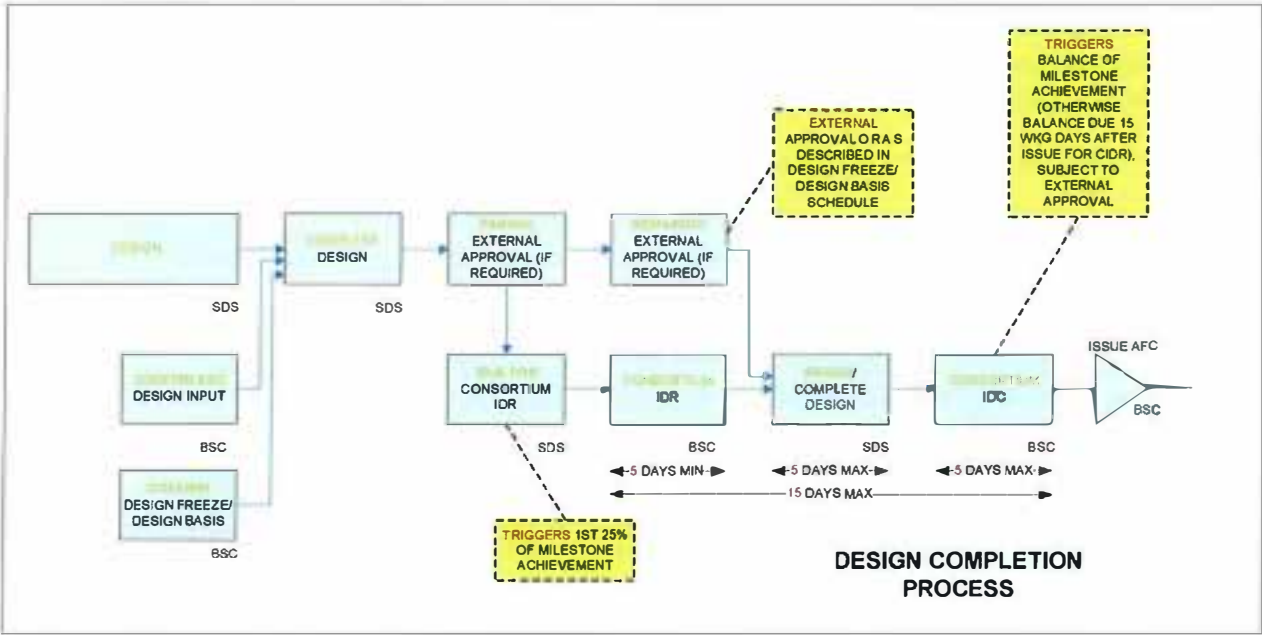 TRIGGERS
BALANCE OF
MILESTONE
ACHIEVEMENT
(OTHERWISE
BALANCE DUE 15
WKG DAYS AFTER
ISSUE FOR CIDR),
SUBJECT TO
EXTERNAL
APPROVAL
EXTERNAL
APPROVAL OR AS
DESCRIBED IN
DESIGN FREEZE/
DESIGN BASIS
SCHEDULE
DESIGN
SDS
DESIGN
SDS
EXTERNAL
APPROVAL (IF
REQUIRED)
EXTERNAL
APPROVAL (IF
REQUIRED)
DESIGN INPUT
BSC
DESIGN FREEZE/
DESIGN BASIS
BSC
CONSORTIUM
IDR
SDS
CONSORTIUM
IDR
BSC
/
COMPLETE
DESIGN
SDS
IDC
BSC
ISSUE AFC
BSC
5 DAYS MIN
5 DAYS MAX
5 DAYS MAX
15 DAYS MAX
TRIGGERS 1ST 25%
OF MILESTONE
ACHIEVEMENT
DESIGN COMPLETION
PROCESS